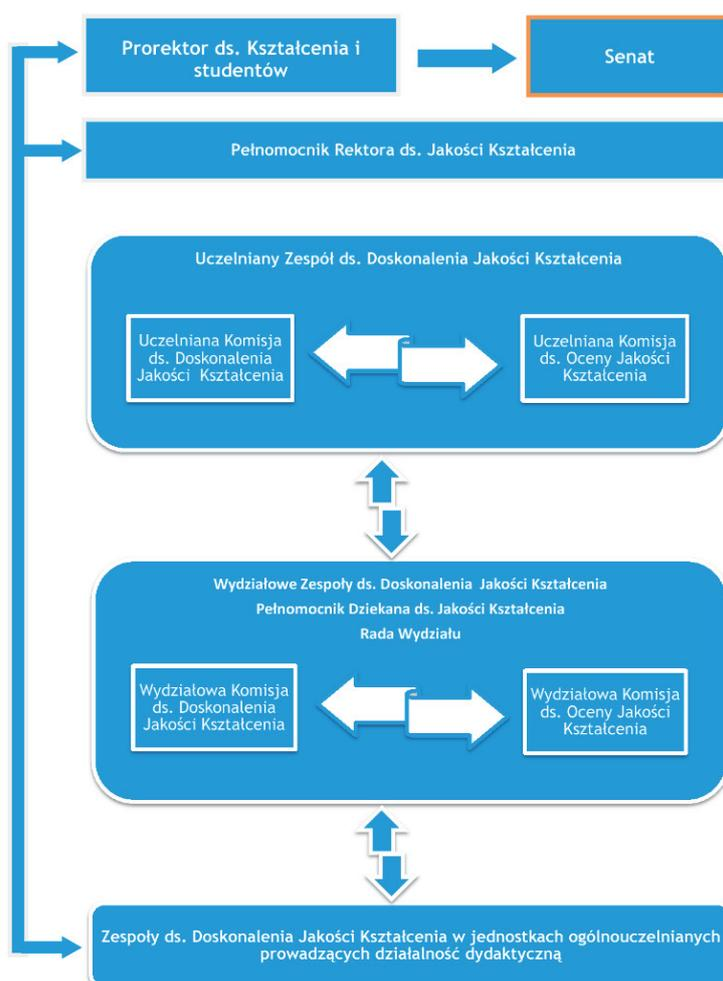 Prorektor ds. Kształcenia i
studentów
Senat
Pełnomocnik Rektora ds. Jakości Kształcenia
Uczelniany Zespół ds. Doskonalenia Jakości Kształcenia
Uczelniana Komisja
ds. Doskonalenia
Jakości Kształcenia
Uczelniana Komisja
ds. Oceny Jakości
Kształcenia
Wydziałowe Zespoły ds. Doskonalenia Jakości Kształcenia
Pełnomocnik Dziekana ds. Jakości Kształcenia
Rada Wydziału
Wydziałowa Komisja
ds. Doskonalenia
Jakości Kształcenia
Wydziałowa Komisja
ds. Oceny Jakości
Kształcenia
Zespoły ds. Doskonalenia Jakości Kształcenia w jednostkach ogólnouczelnianych
prowadzących działalność dydaktyczną